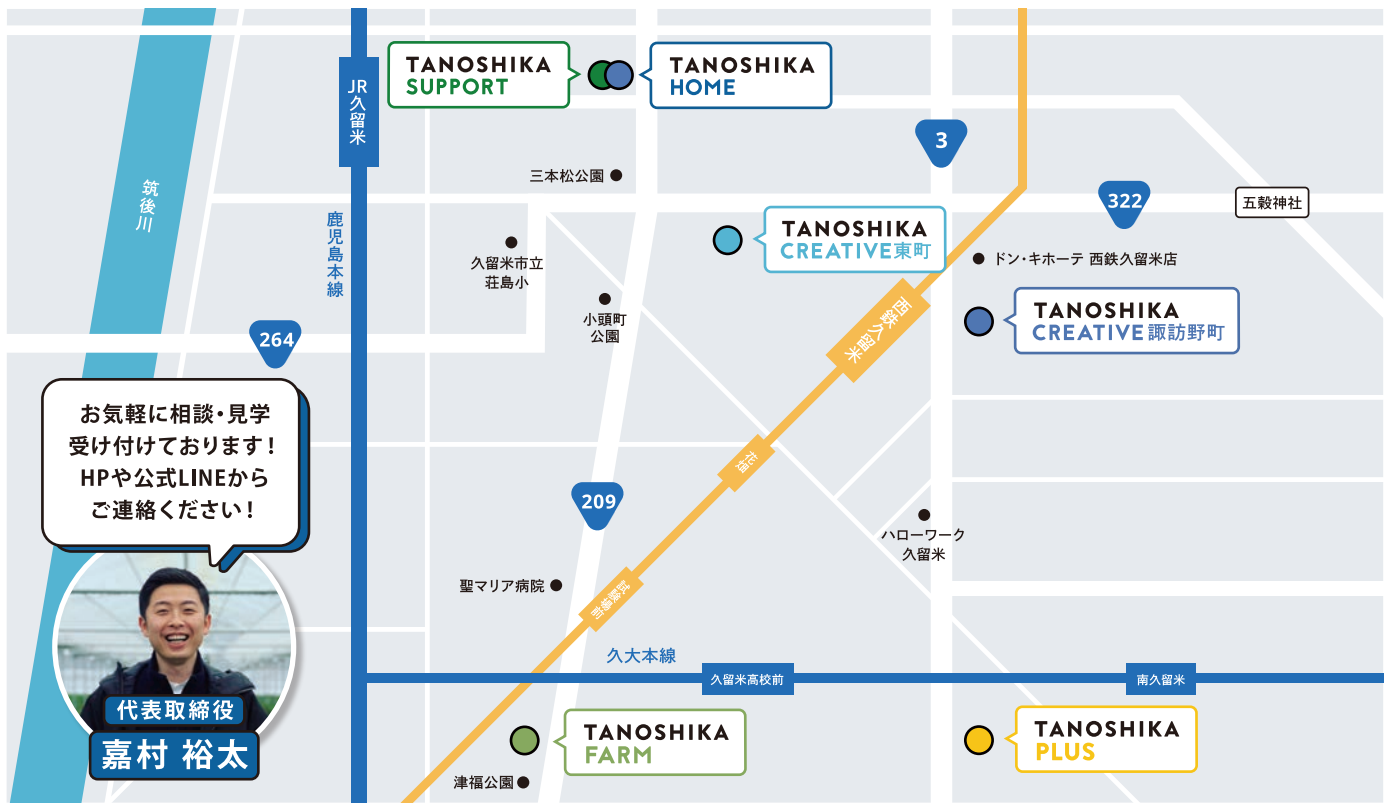 TANOSHIKA
SUPPORT
TANOSHIKA
HOME
JR久留米
3
三本松公園
筑後川
322
五穀神社
鹿児島本線
TANOSHIKA
CREATIVE東町
久留米市立
荘島小
ドン・キホーテ 西鉄久留米店
小頭町
公園
西鉄久留米
TANOSHIKA
CREATIVE諏訪野町
264
お気軽に相談・見学
受け付けております!
HPや公式LINEから
ご連絡ください!
花畑
209
ハローワーク
久留米
聖マリア病院
試験場前
久大本線
久留米高校前
南久留米
代表取締役
嘉村 裕太
TANOSHIKA
FARM
TANOSHIKA
PLUS
津福公園